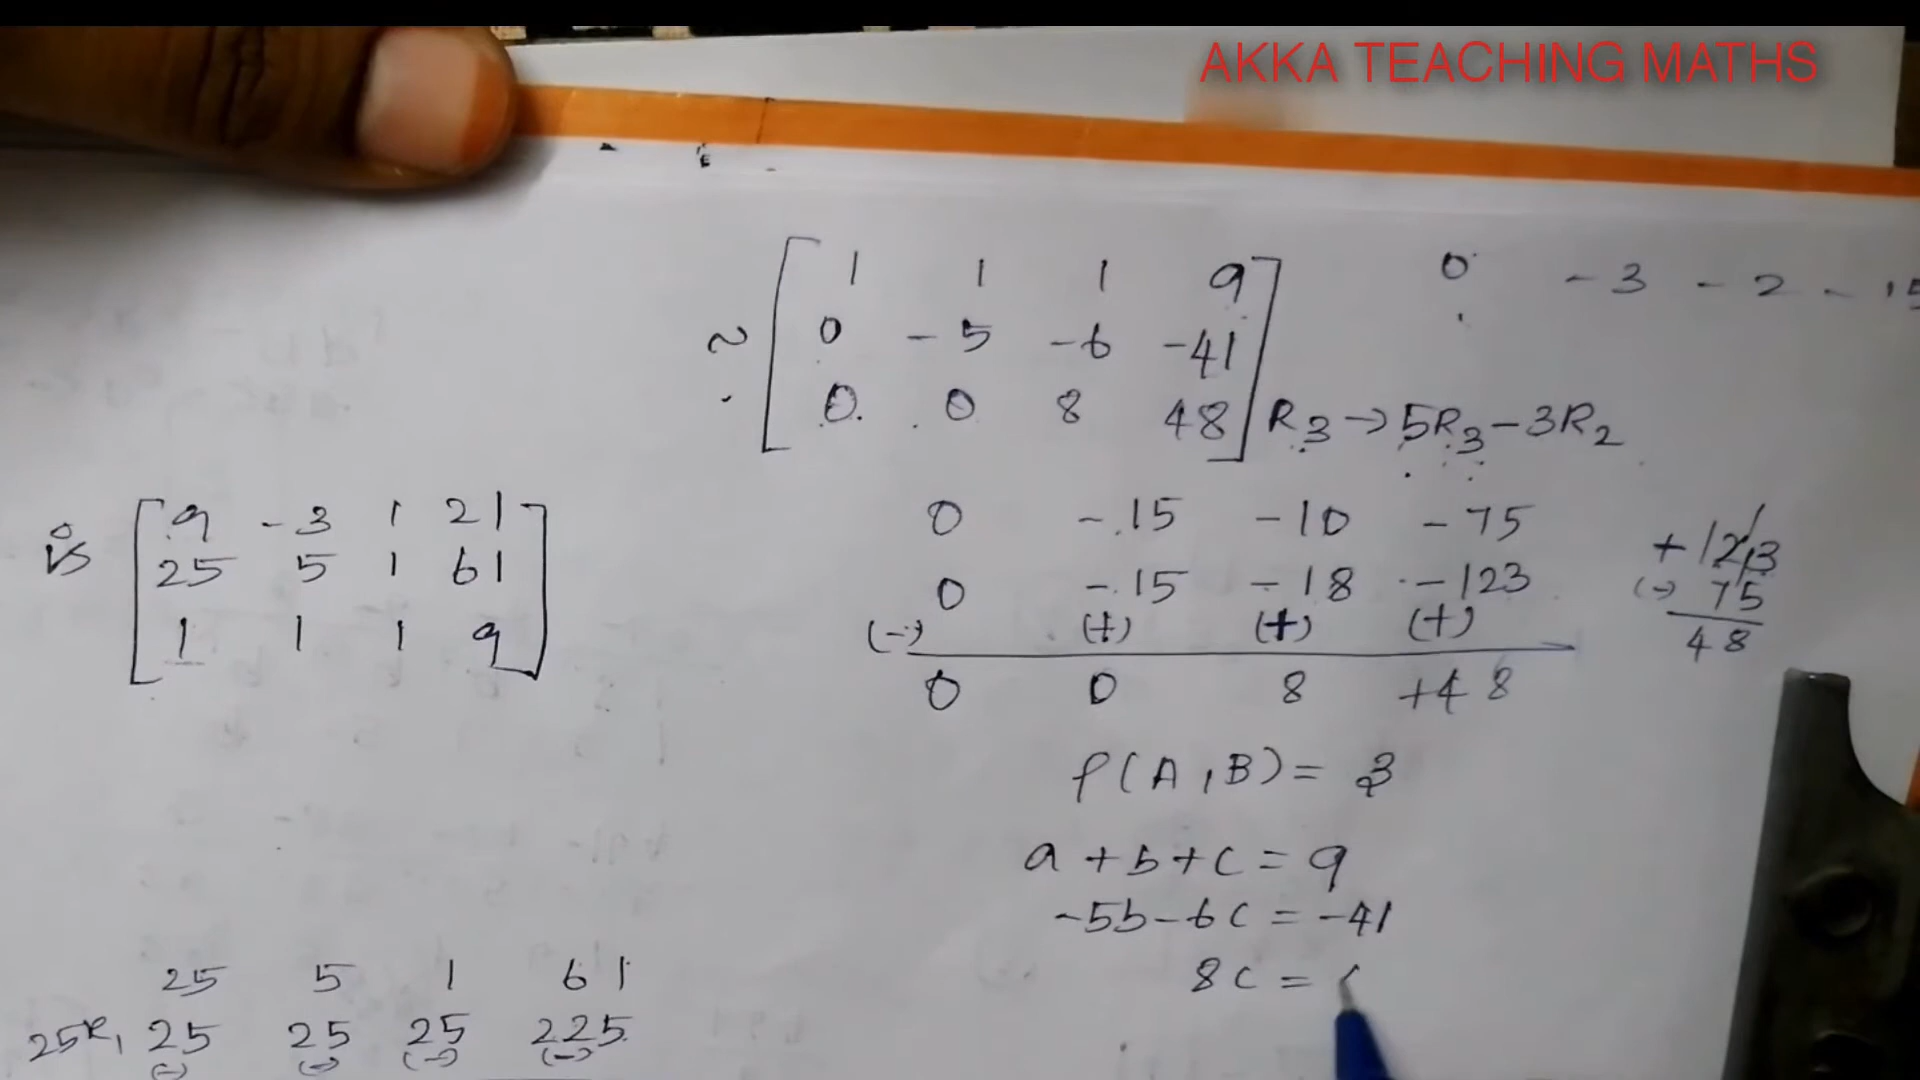 AKKA TEACHING MATHS
1 1 1 9
0 -5 -6 -41
0 0 8 48 R3→5R3-3R2
~
0 -3 -2 -15
is
9 -3 1 21
25 5 1 61
1 1 1 9
0 -15 -10 -75
0 -15 -18 -123
(-) (+) (+) (+)
0 0 8 +48
+123
(-) 75
48
ρ(A,B)= 3
a+b+c=9
-5b-6c=-41
8c=
25 5 1 61
25R1 25 25 25 225
(-) (-) (-) (-)